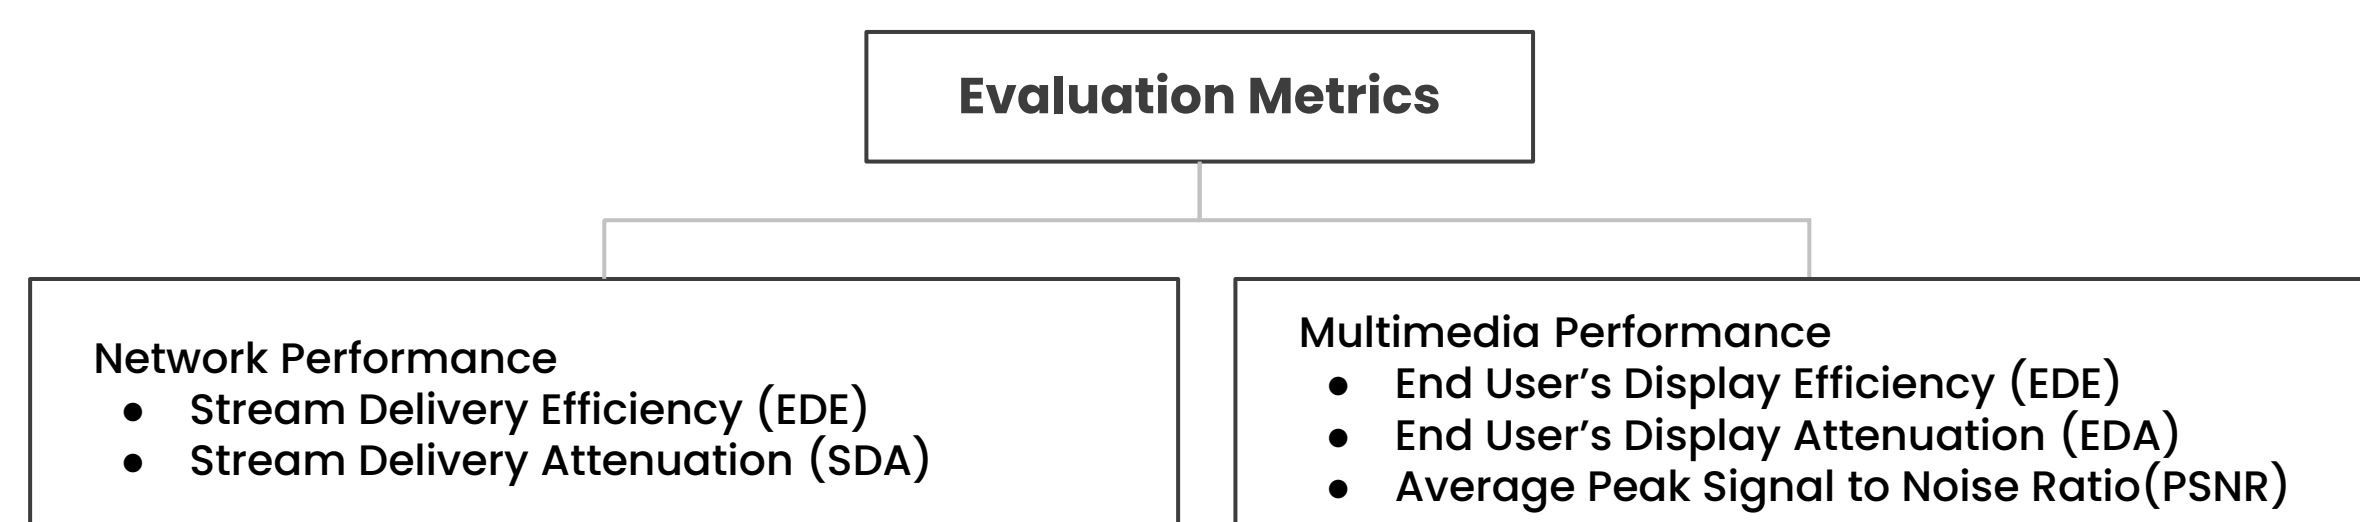 Evaluation Metrics
Network Performance
● Stream Delivery Efficiency (EDE)
● Stream Delivery Attenuation (SDA)
Multimedia Performance
● End User’s Display Efficiency (EDE)
● End User’s Display Attenuation (EDA)
● Average Peak Signal to Noise Ratio(PSNR)